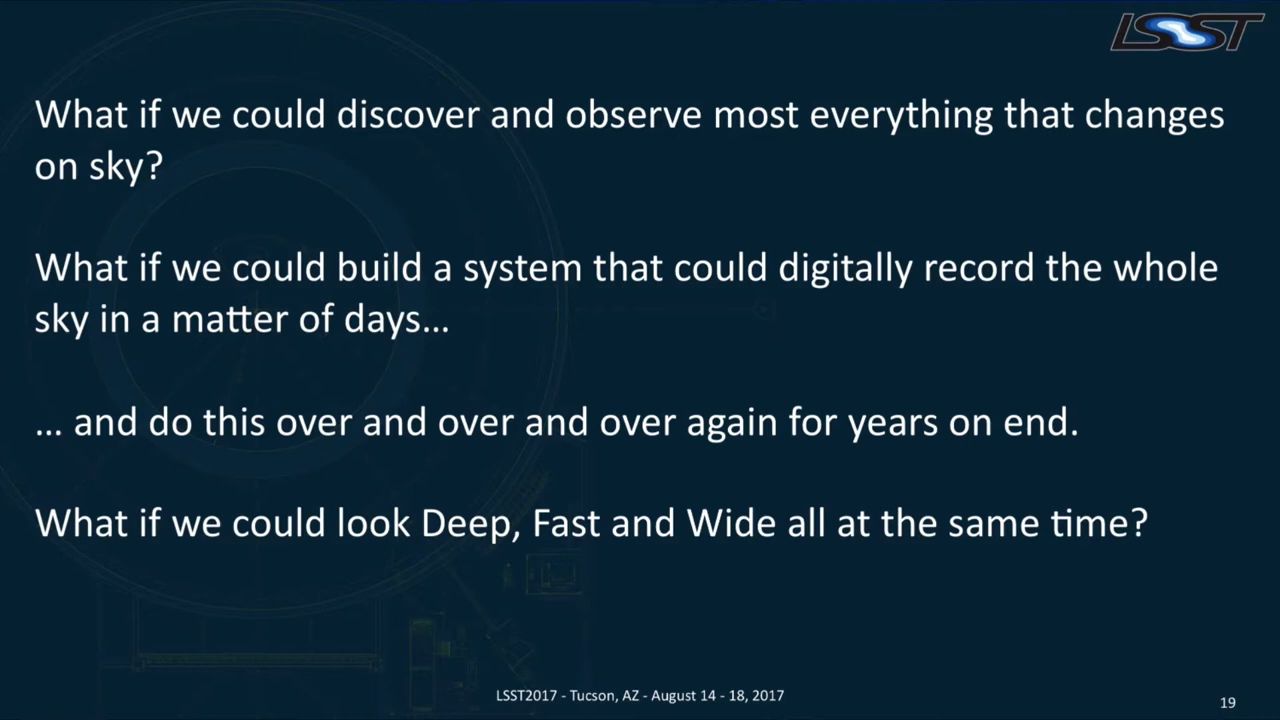 LSST
What if we could discover and observe most everything that changes
on sky?
What if we could build a system that could digitally record the whole
sky in a matter of days...
... and do this over and over and over again for years on end.
What if we could look Deep, Fast and Wide all at the same time?
LSST2017 - Tucson, AZ - August 14 - 18, 2017
19